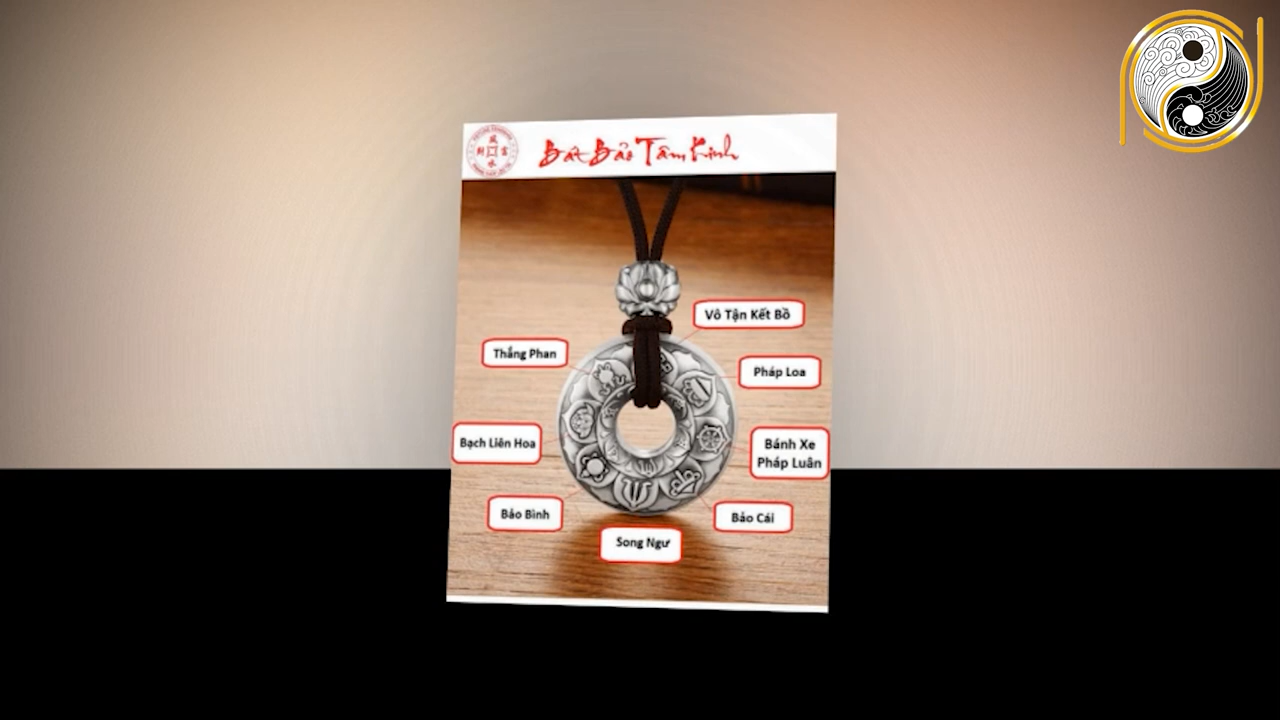 Bát Bảo Tâm Kinh
Vô Tận Kết Bồ
Thắng Phan
Pháp Loa
Bạch Liên Hoa
Bánh Xe
Pháp Luân
Bảo Bình
Bảo Cái
Song Ngư